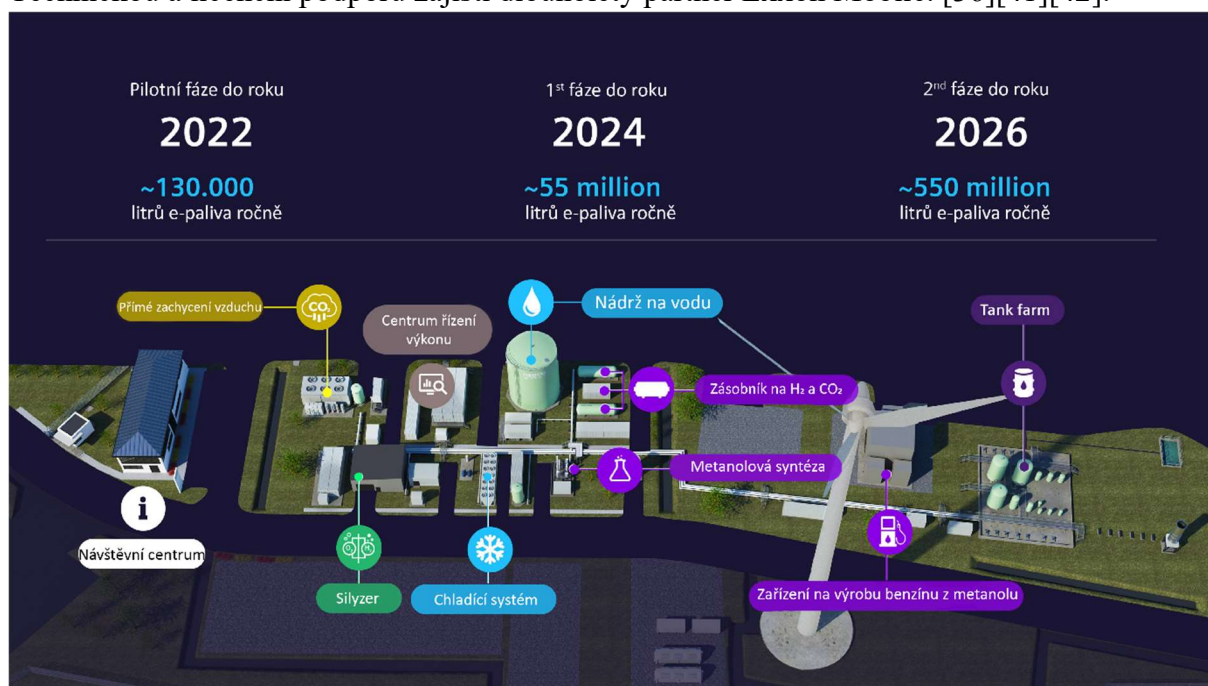 Pilotní fáze do roku
2022
~130.000
litrů e-paliva ročně
1st fáze do roku
2024
~55 million
litrů e-paliva ročně
2nd fáze do roku
2026
~550 million
litrů e-paliva ročně
Přímé zachycení vzduchu
CO₂
Centrum řízení
výkonu
Nádrž na vodu
Tank farm
Zásobník na H₂ a CO₂
Metanolová syntéza
i
Návštěvní centrum
O₂ H₂
Silyzer
Chladící systém
Zařízení na výrobu benzínu z metanolu